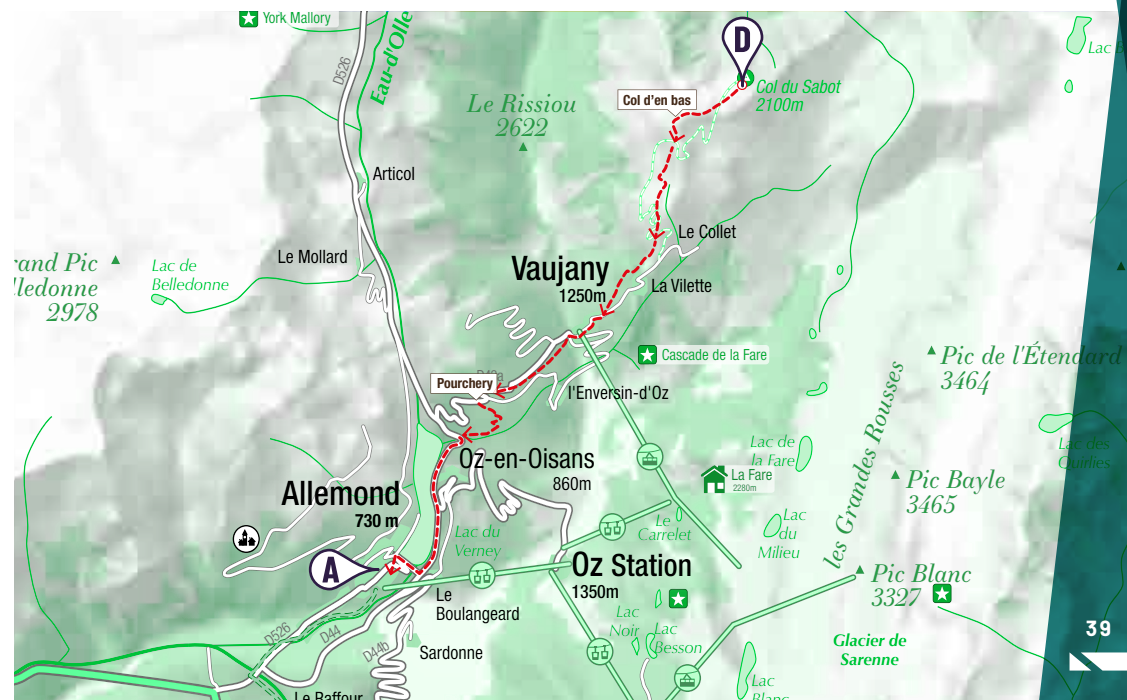 York Mallory
D526
Eau-d'Olle
D
Col du Sabot
2100m
Col d'en bas
Le Rissiou
2622
Articol
Le Collet
Le Mollard
Lac de
Belledonne
rand Pic
lledonne
2978
Vaujany
1250m
La Vilette
Cascade de la Fare
Pic de l'Étendard
3464
Pourchery
l'Enversin-d'Oz
les Grandes Rousses
Lac de
la Fare
Lac des
Quirlies
Oz-en-Oisans
860m
La Fare
2280m
Pic Bayle
3465
Allemond
730 m
Lac du
Verney
Le
Carrelet
Lac
du
Milieu
A
Oz Station
1350m
Pic Blanc
3327
Le
Boulangeard
Lac
Noir
Lac
Besson
39
D526
D44
D44b
Sardonne
Glacier de
Sarenne
Le Raffour
Lac
Blanc